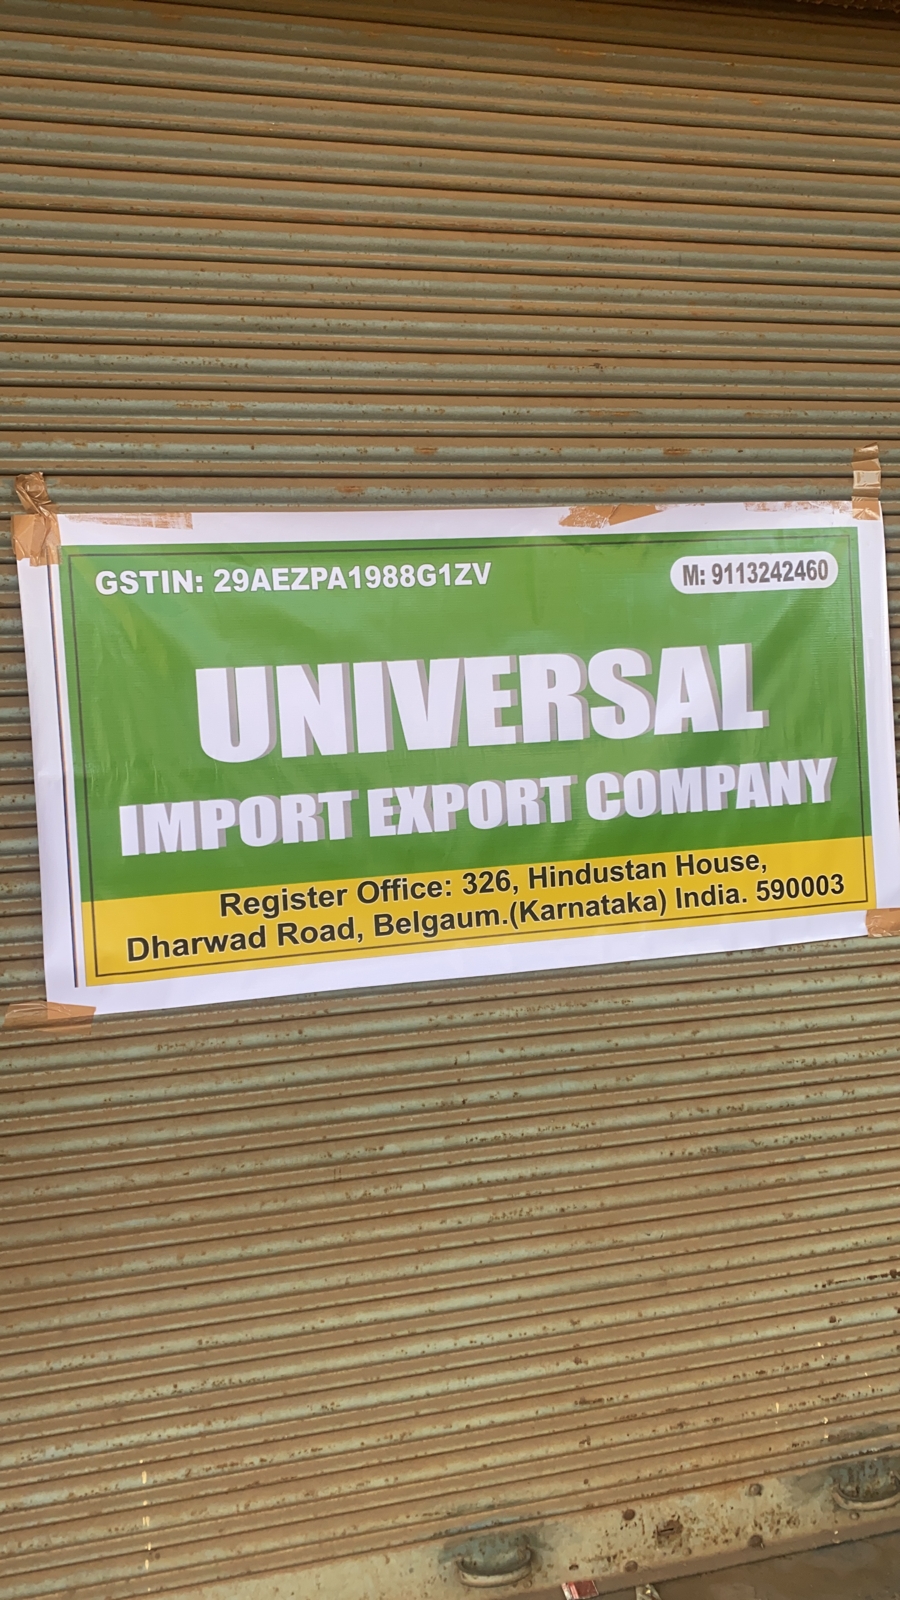 GSTIN: 29AEZPA1988G1ZV
M: 9113242460
UNIVERSAL
IMPORT EXPORT COMPANY
Register Office: 326, Hindustan House,
Dharwad Road, Belgaum.(Karnataka) India. 590003